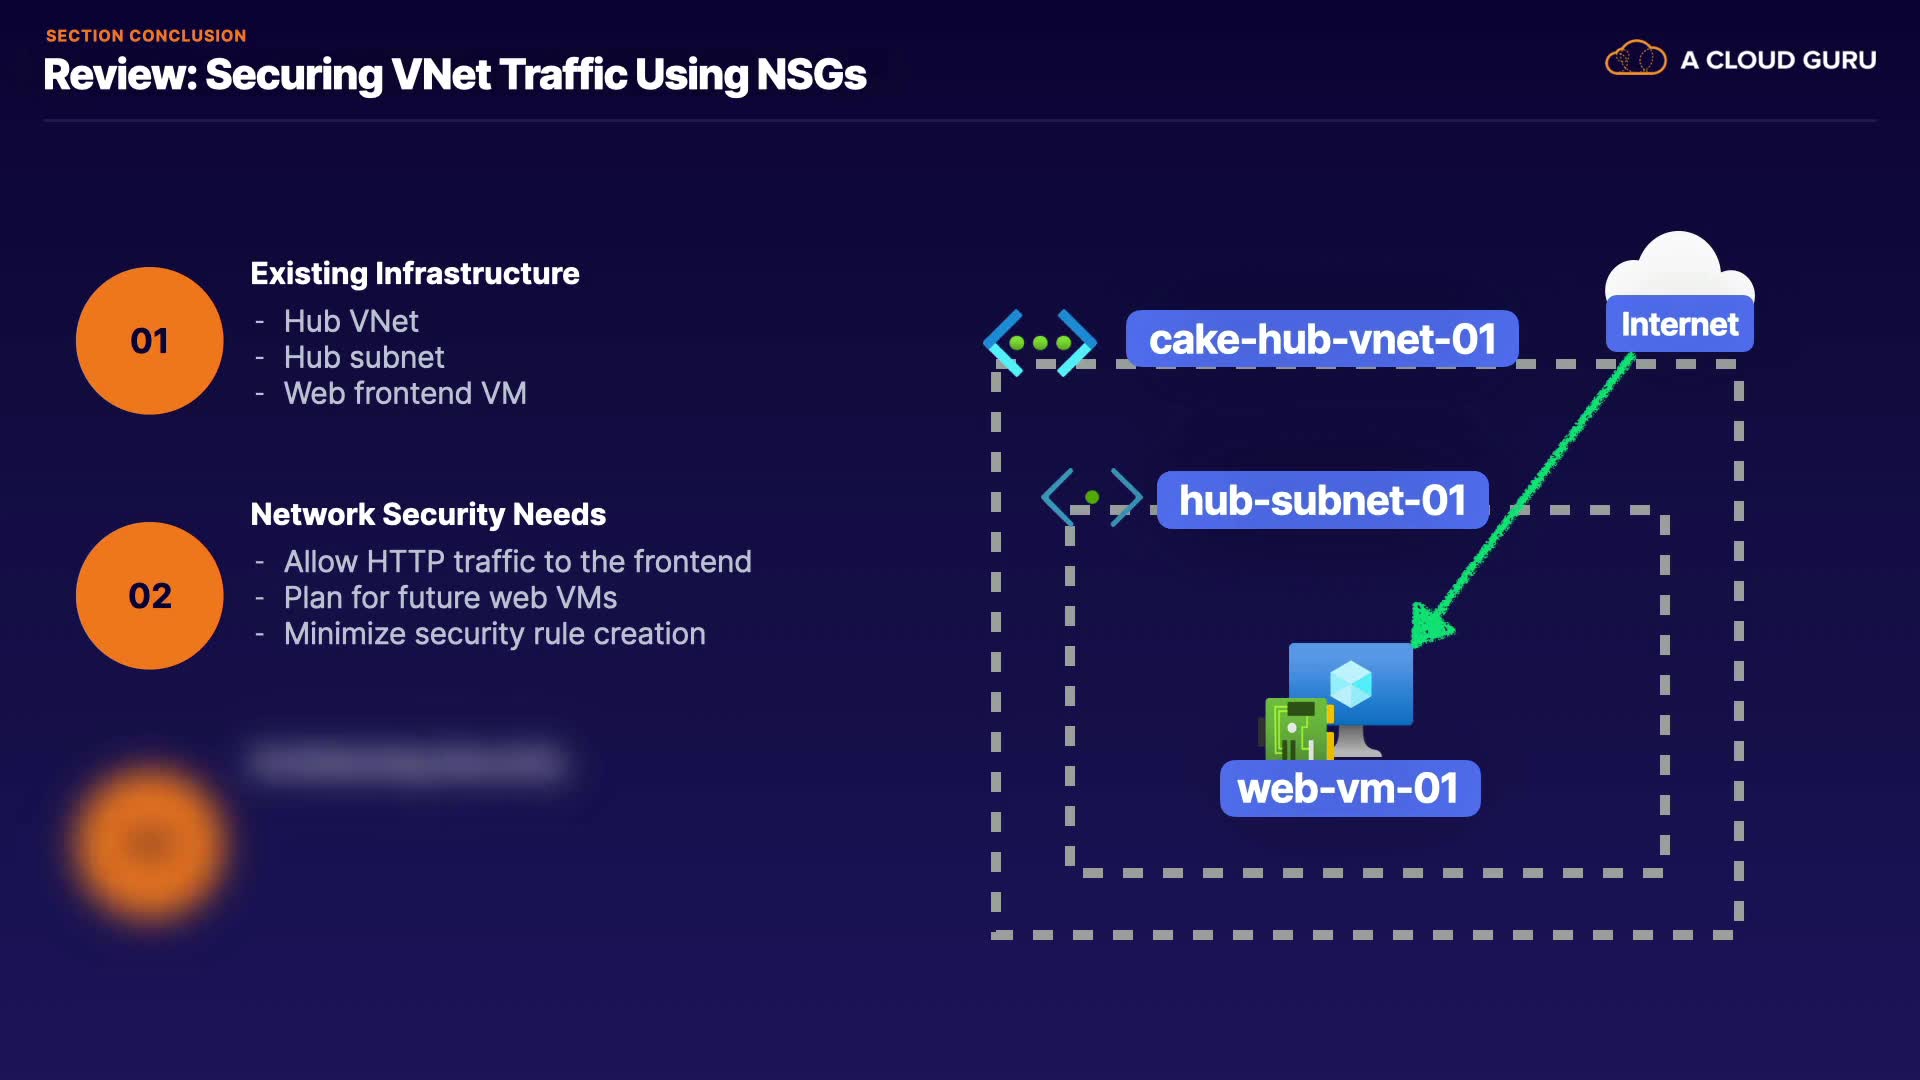 SECTION CONCLUSION
Review: Securing VNet Traffic Using NSGs
A CLOUD GURU
01
Existing Infrastructure
- Hub VNet
- Hub subnet
- Web frontend VM
02
Network Security Needs
- Allow HTTP traffic to the frontend
- Plan for future web VMs
- Minimize security rule creation
Internet
cake-hub-vnet-01
hub-subnet-01
web-vm-01